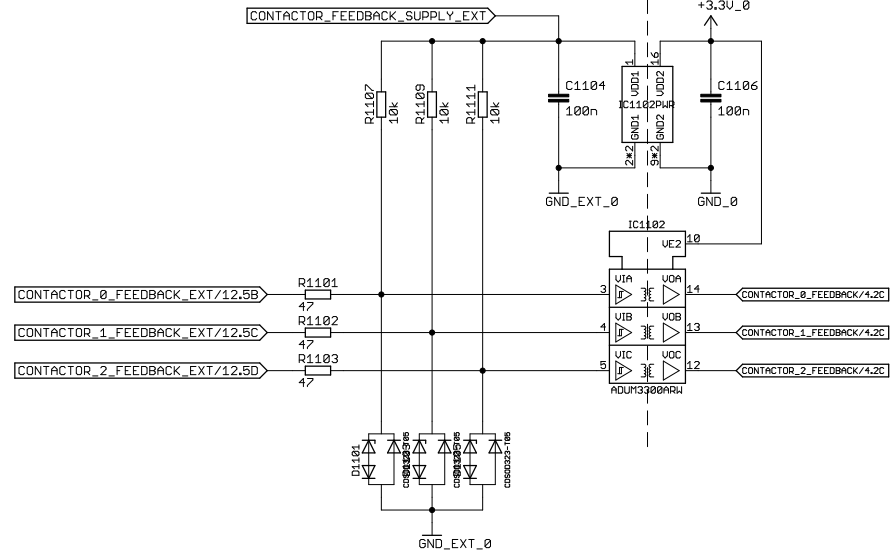 +3.3V_0
CONTACTOR_FEEDBACK_SUPPLY_EXT
1
16
R1107
10k
R1109
10k
R1111
10k
C1104
100n
VDD1
VDD2
IC1102PWR
GND1
GND2
C1106
100n
2*2
9*2
GND_EXT_0
GND_0
IC1102
VE2
10
CONTACTOR_0_FEEDBACK_EXT/12.5B
R1101
47
3
VIA
VOA
14
CONTACTOR_0_FEEDBACK/4.2C
CONTACTOR_1_FEEDBACK_EXT/12.5C
R1102
47
4
VIB
VOB
13
CONTACTOR_1_FEEDBACK/4.2C
CONTACTOR_2_FEEDBACK_EXT/12.5D
R1103
47
5
VIC
VOC
12
CONTACTOR_2_FEEDBACK/4.2C
ADUM3300ARW
D1101
CDSOD323-T05
GND_EXT_0